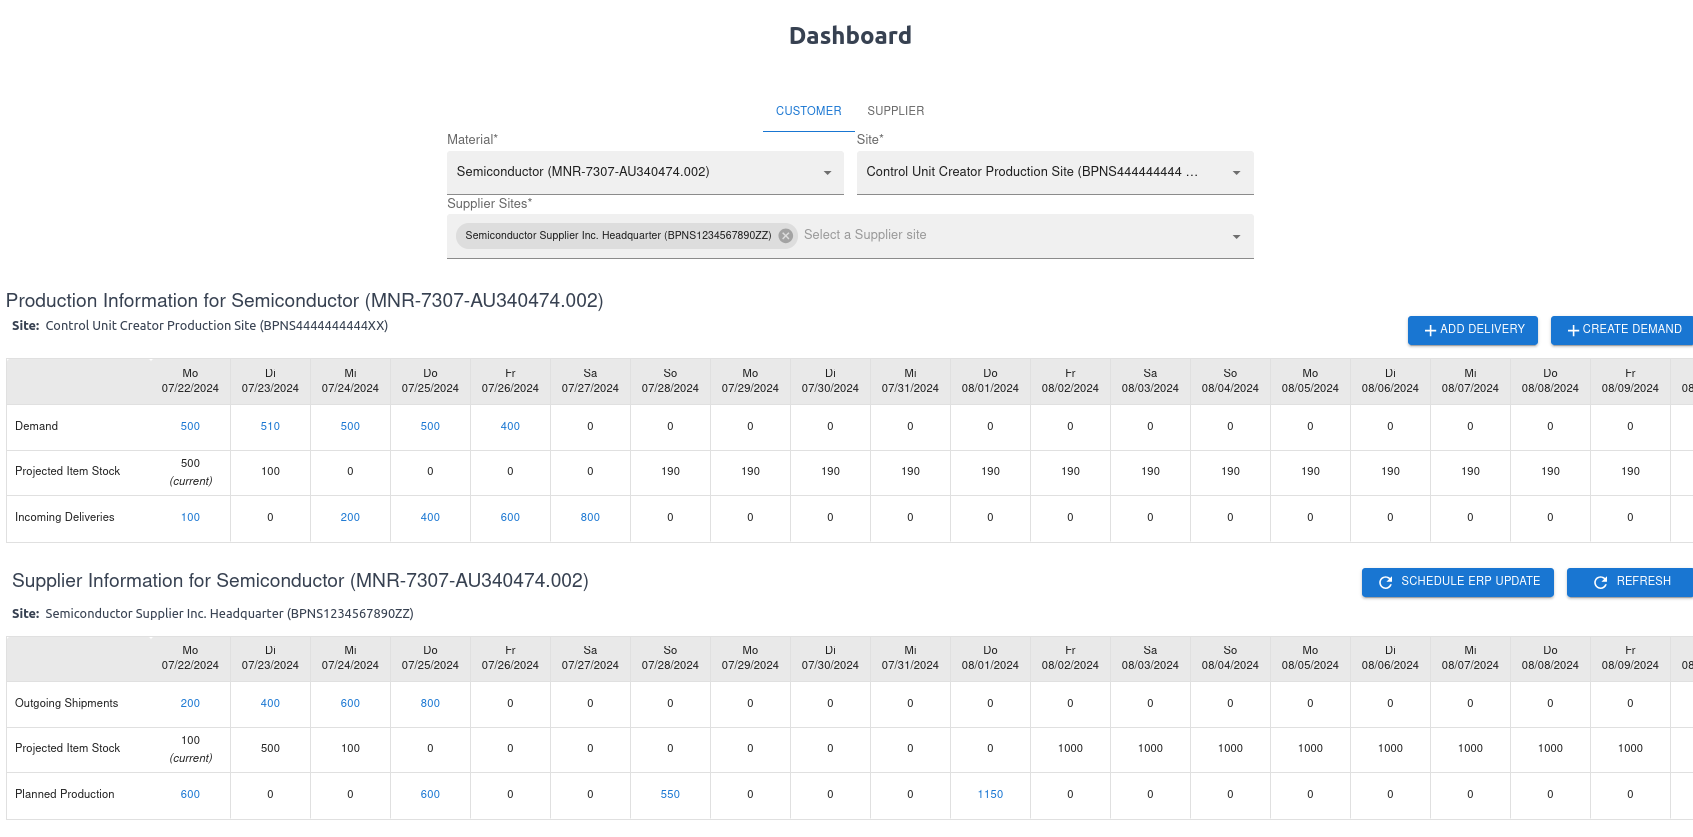 Dashboard
CUSTOMER SUPPLIER
Material* Site*
Semiconductor (MNR-7307-AU340474.002) Control Unit Creator Production Site (BPNS444444444 ...
Supplier Sites*
Semiconductor Supplier Inc. Headquarter (BPNS1234567890ZZ) Select a Supplier site
Production Information for Semiconductor (MNR-7307-AU340474.002)
Site: Control Unit Creator Production Site (BPNS4444444444XX)
ADD DELIVERY CREATE DEMAND
Mo Di Mi Do Fr Sa So Mo Di Mi Do Fr Sa So Mo Di Mi Do Fr
07/22/2024 07/23/2024 07/24/2024 07/25/2024 07/26/2024 07/27/2024 07/28/2024 07/29/2024 07/30/2024 07/31/2024 08/01/2024 08/02/2024 08/03/2024 08/04/2024 08/05/2024 08/06/2024 08/07/2024 08/08/2024 08/09/2024 08
Demand 500 510 500 500 400 0 0 0 0 0 0 0 0 0 0 0 0 0 0
Projected Item Stock 500 (current) 100 0 0 0 0 190 190 190 190 190 190 190 190 190 190 190 190 190
Incoming Deliveries 100 0 200 400 600 800 0 0 0 0 0 0 0 0 0 0 0 0 0
Supplier Information for Semiconductor (MNR-7307-AU340474.002)
SCHEDULE ERP UPDATE REFRESH
Site: Semiconductor Supplier Inc. Headquarter (BPNS1234567890ZZ)
Mo Di Mi Do Fr Sa So Mo Di Mi Do Fr Sa So Mo Di Mi Do Fr
07/22/2024 07/23/2024 07/24/2024 07/25/2024 07/26/2024 07/27/2024 07/28/2024 07/29/2024 07/30/2024 07/31/2024 08/01/2024 08/02/2024 08/03/2024 08/04/2024 08/05/2024 08/06/2024 08/07/2024 08/08/2024 08/09/2024 08
Outgoing Shipments 200 400 600 800 0 0 0 0 0 0 0 0 0 0 0 0 0 0 0
Projected Item Stock 100 (current) 500 100 0 0 0 0 0 0 0 0 1000 1000 1000 1000 1000 1000 1000 1000
Planned Production 600 0 0 600 0 0 550 0 0 0 1150 0 0 0 0 0 0 0 0